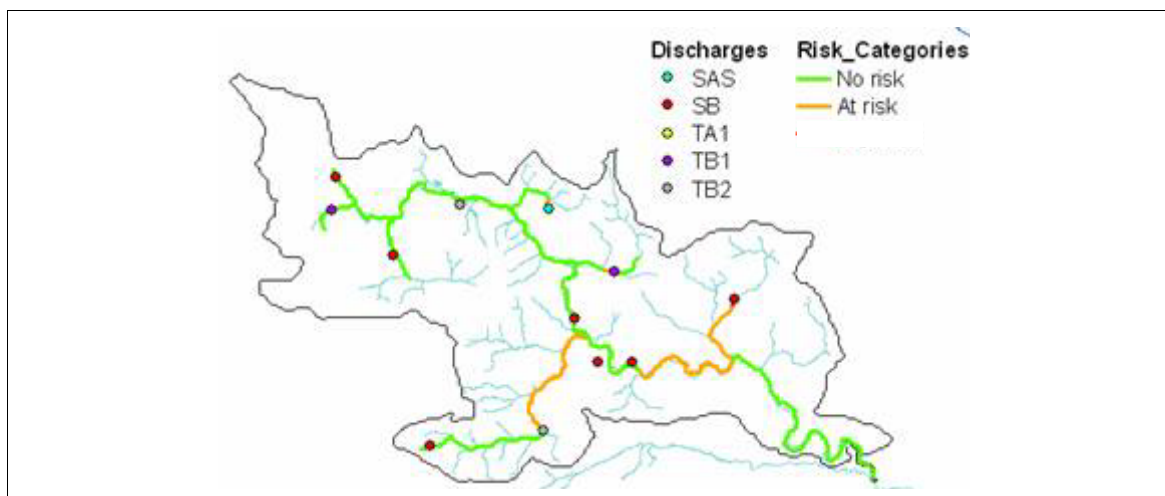 Discharges
SAS
SB
TA1
TB1
TB2
Risk_Categories
No risk
At risk